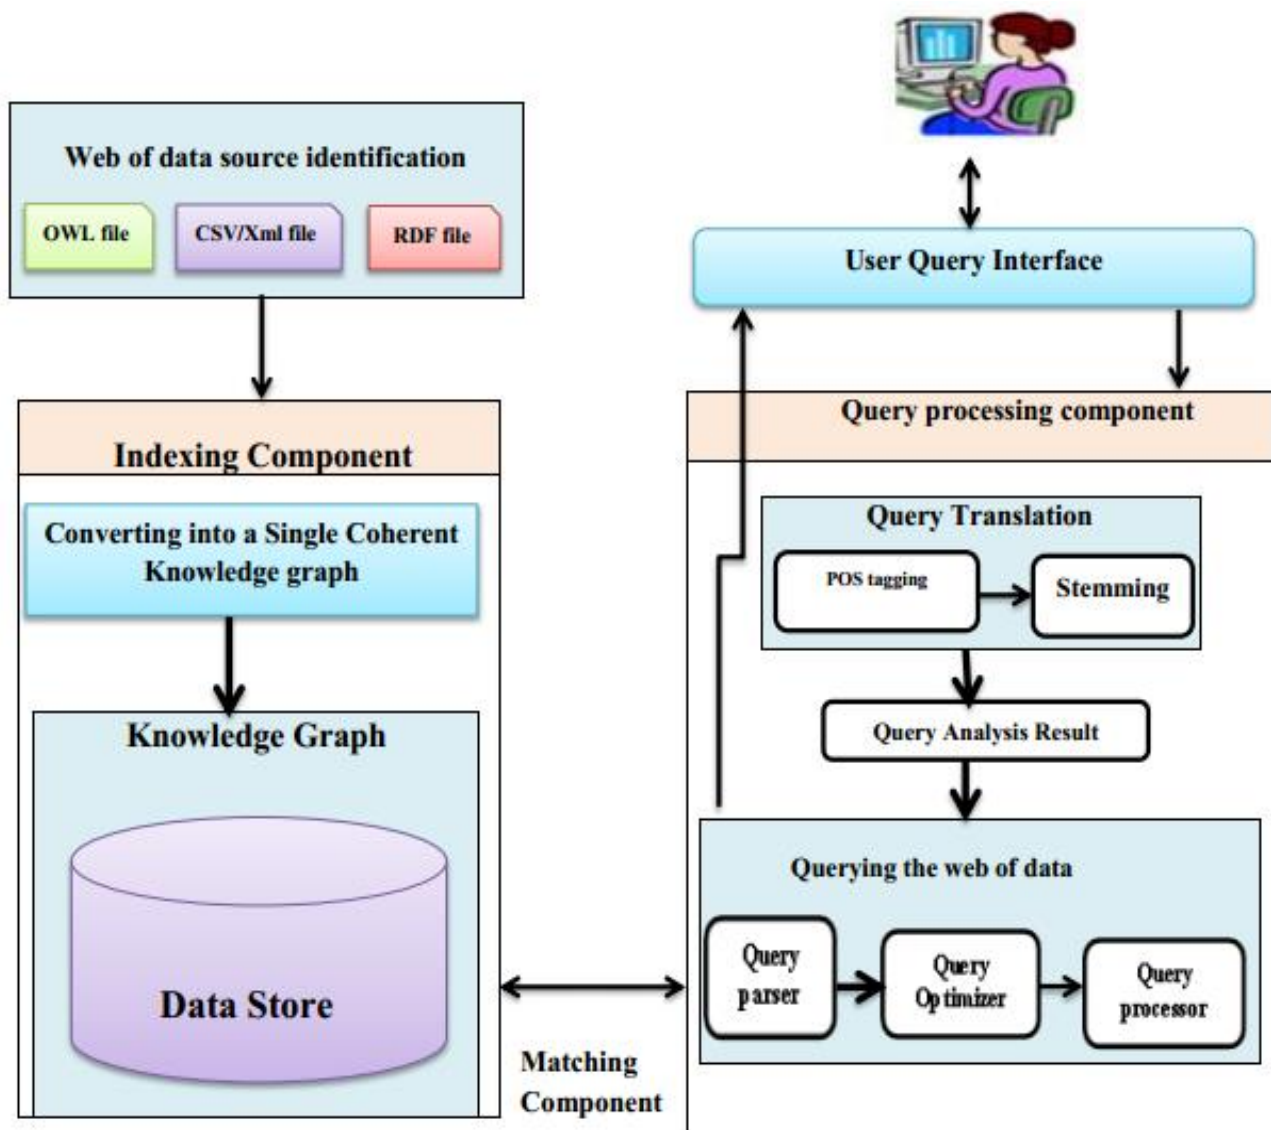 Web of data source identification
OWL file
CSV/Xml file
RDF file
Indexing Component
Converting into a Single Coherent
Knowledge graph
Knowledge Graph
Data Store
Matching
Component
User Query Interface
Query processing component
Query Translation
POS tagging
Stemming
Query Analysis Result
Querying the web of data
Query
parser
Query
Optimizer
Query
processor